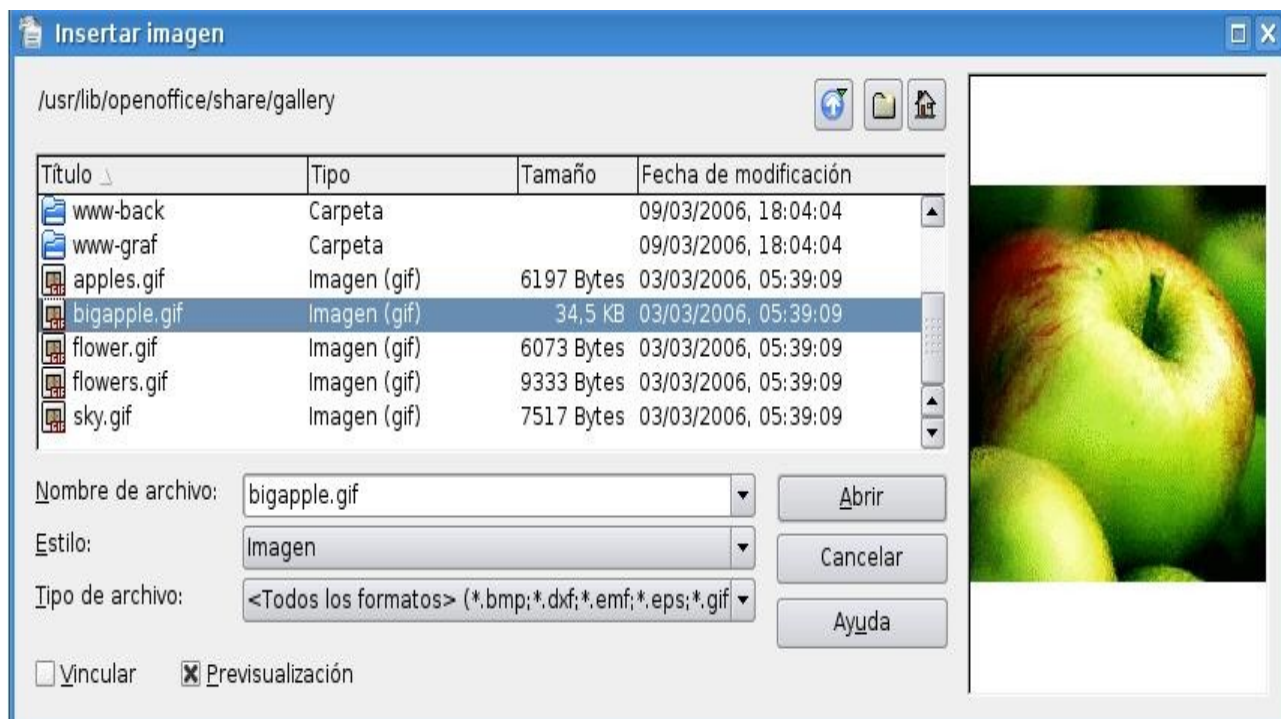 Insertar imagen
/usr/lib/openoffice/share/gallery
Título Tipo Tamaño Fecha de modificación
www-back Carpeta 09/03/2006, 18:04:04
www-graf Carpeta 09/03/2006, 18:04:04
apples.gif Imagen (gif) 6197 Bytes 03/03/2006, 05:39:09
bigapple.gif Imagen (gif) 34,5 KB 03/03/2006, 05:39:09
flower.gif Imagen (gif) 6073 Bytes 03/03/2006, 05:39:09
flowers.gif Imagen (gif) 9333 Bytes 03/03/2006, 05:39:09
sky.gif Imagen (gif) 7517 Bytes 03/03/2006, 05:39:09
Nombre de archivo: bigapple.gif Abrir
Estilo: Imagen Cancelar
Tipo de archivo: <Todos los formatos> (*.bmp;*.dxf;*.emf;*.eps;*.gif Ayuda
Vincular Previsualización